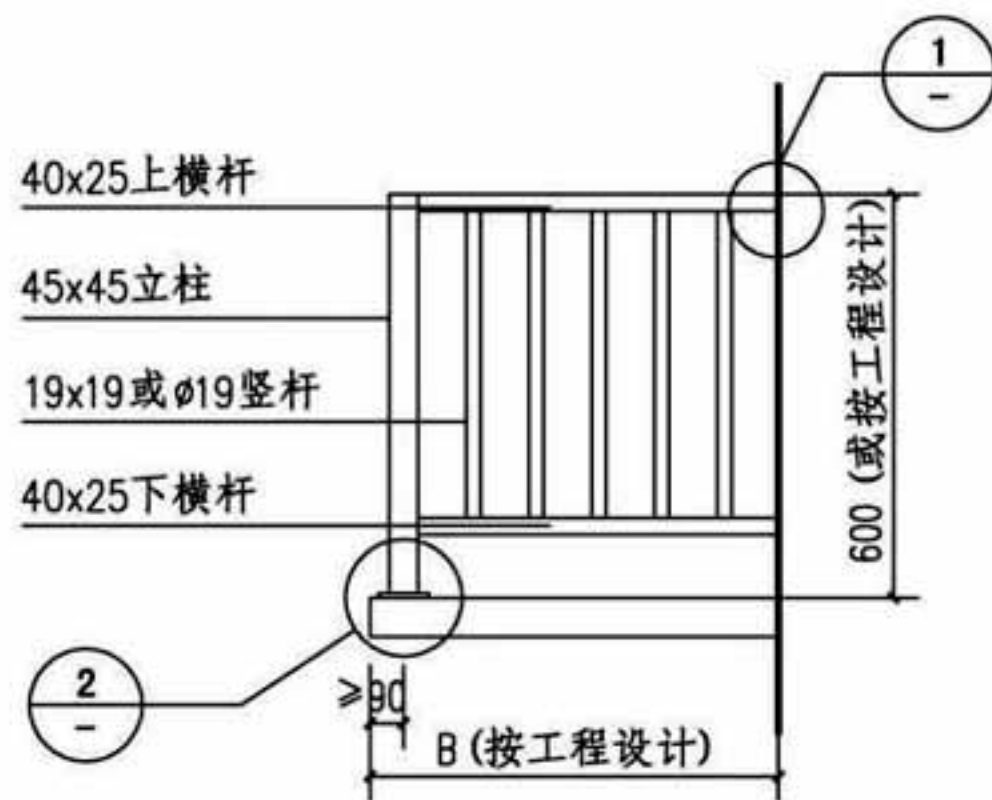 1
-
40x25上横杆
45x45立柱
19x19或ø19竖杆
40x25下横杆
600 (或按工程设计)
2
-
≥90
B (按工程设计)